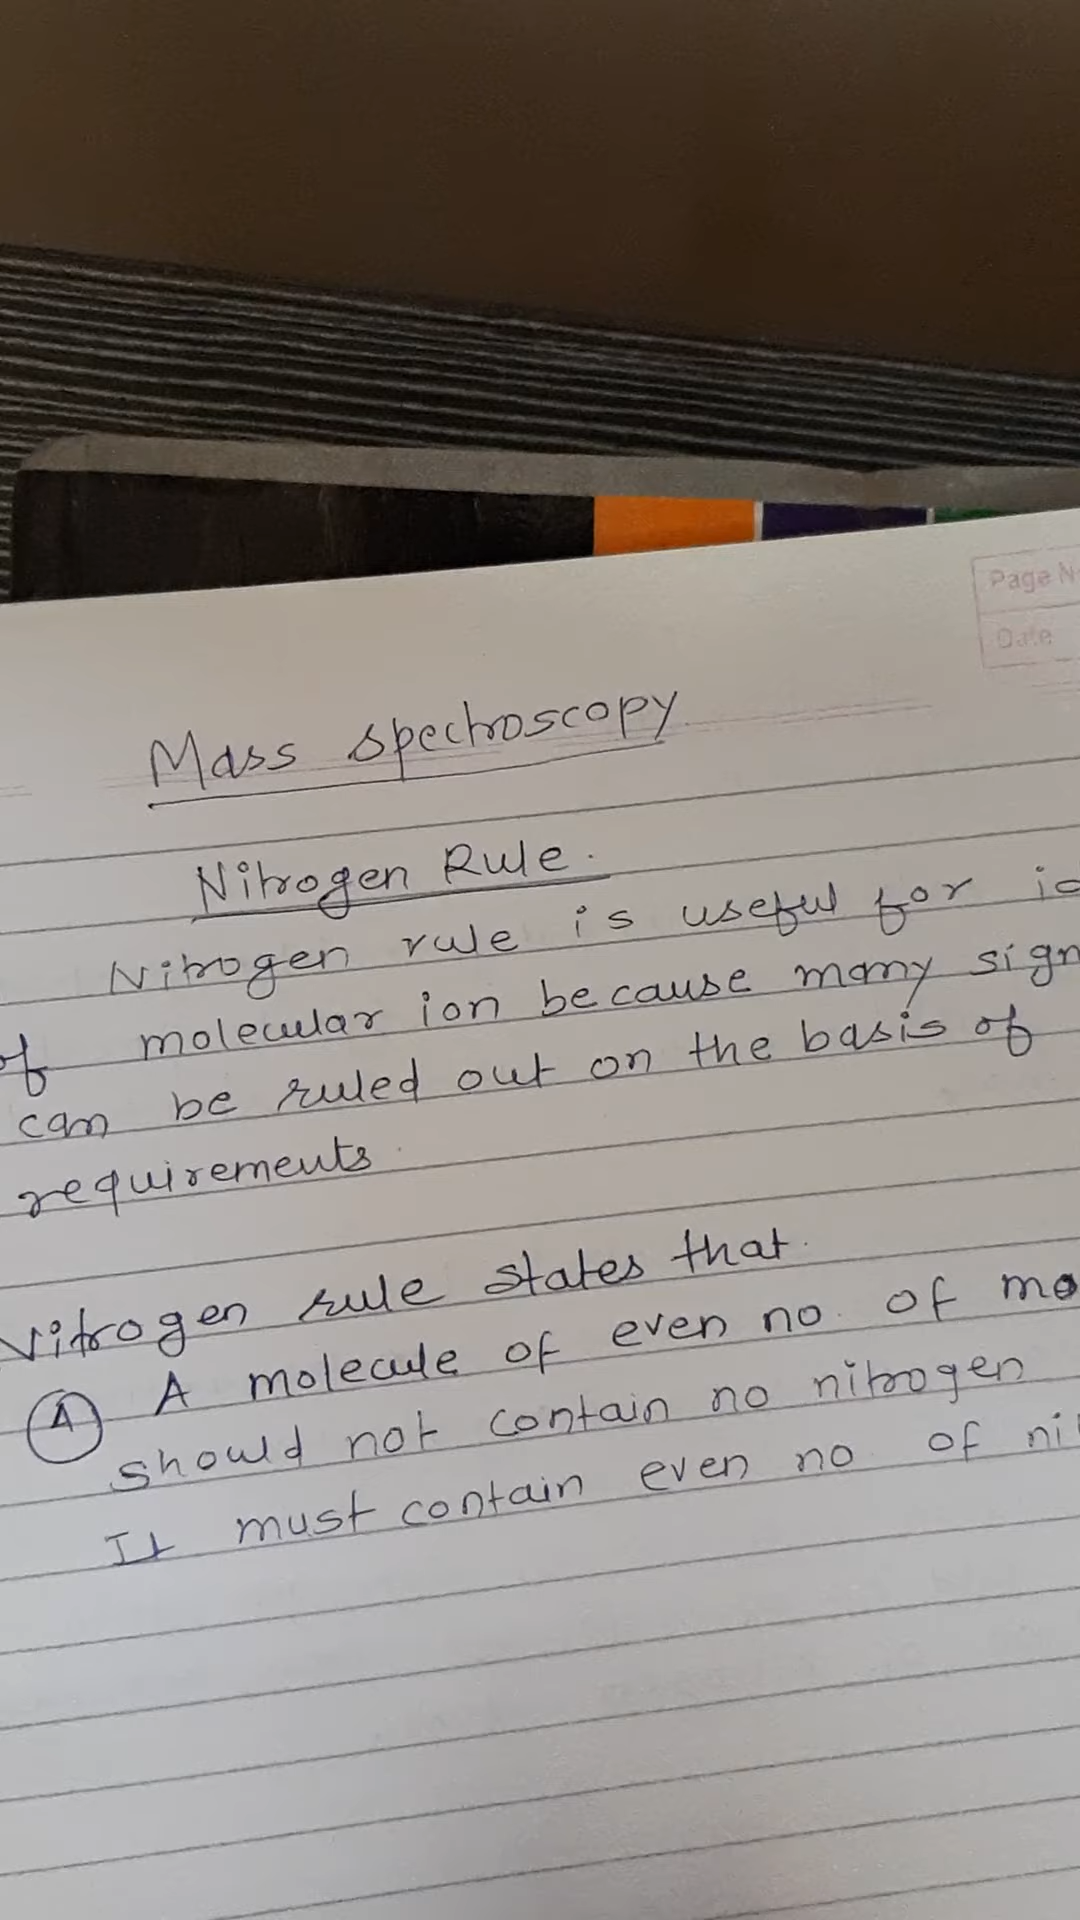 Page N
Date
Mass spectroscopy
Nitrogen Rule.
Nitrogen rule is useful for
of molecular ion because many sign
can be ruled out on the basis of
requirements.
Nitrogen rule states that.
(A) A molecule of even no. of mo
should not contain no nitrogen
It must contain even no. of ni